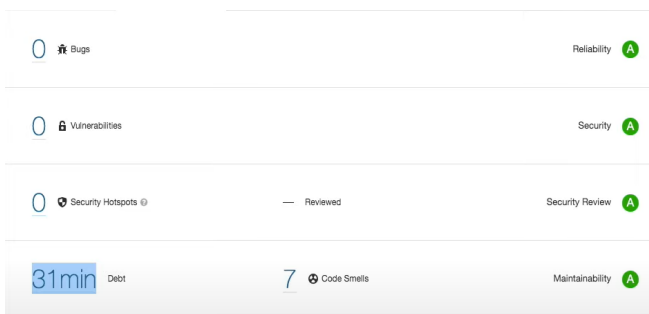 0 Bugs Reliability A
0 Vulnerabilities Security A
0 Security Hotspots ? — Reviewed Security Review A
31min Debt 7 Code Smells Maintainability A